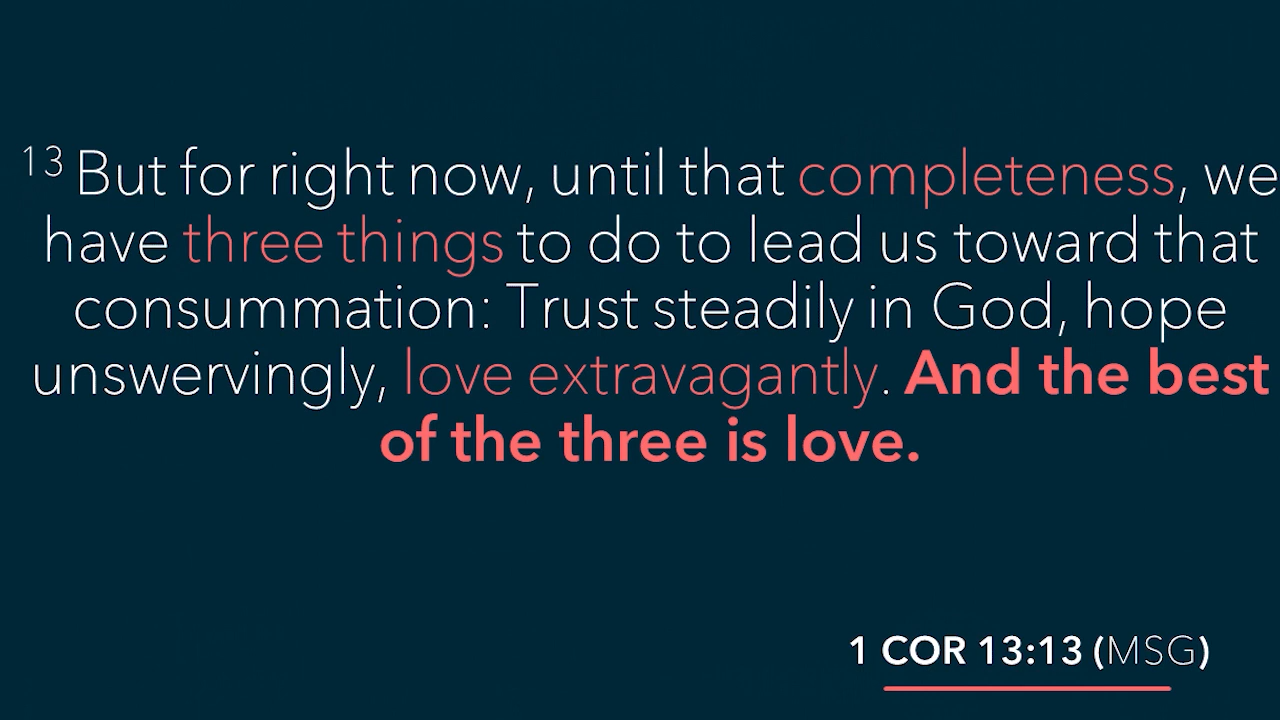 13 But for right now, until that completeness, we
have three things to do to lead us toward that
consummation: Trust steadily in God, hope
unswervingly, love extravagantly. And the best
of the three is love.
1 COR 13:13 (MSG)